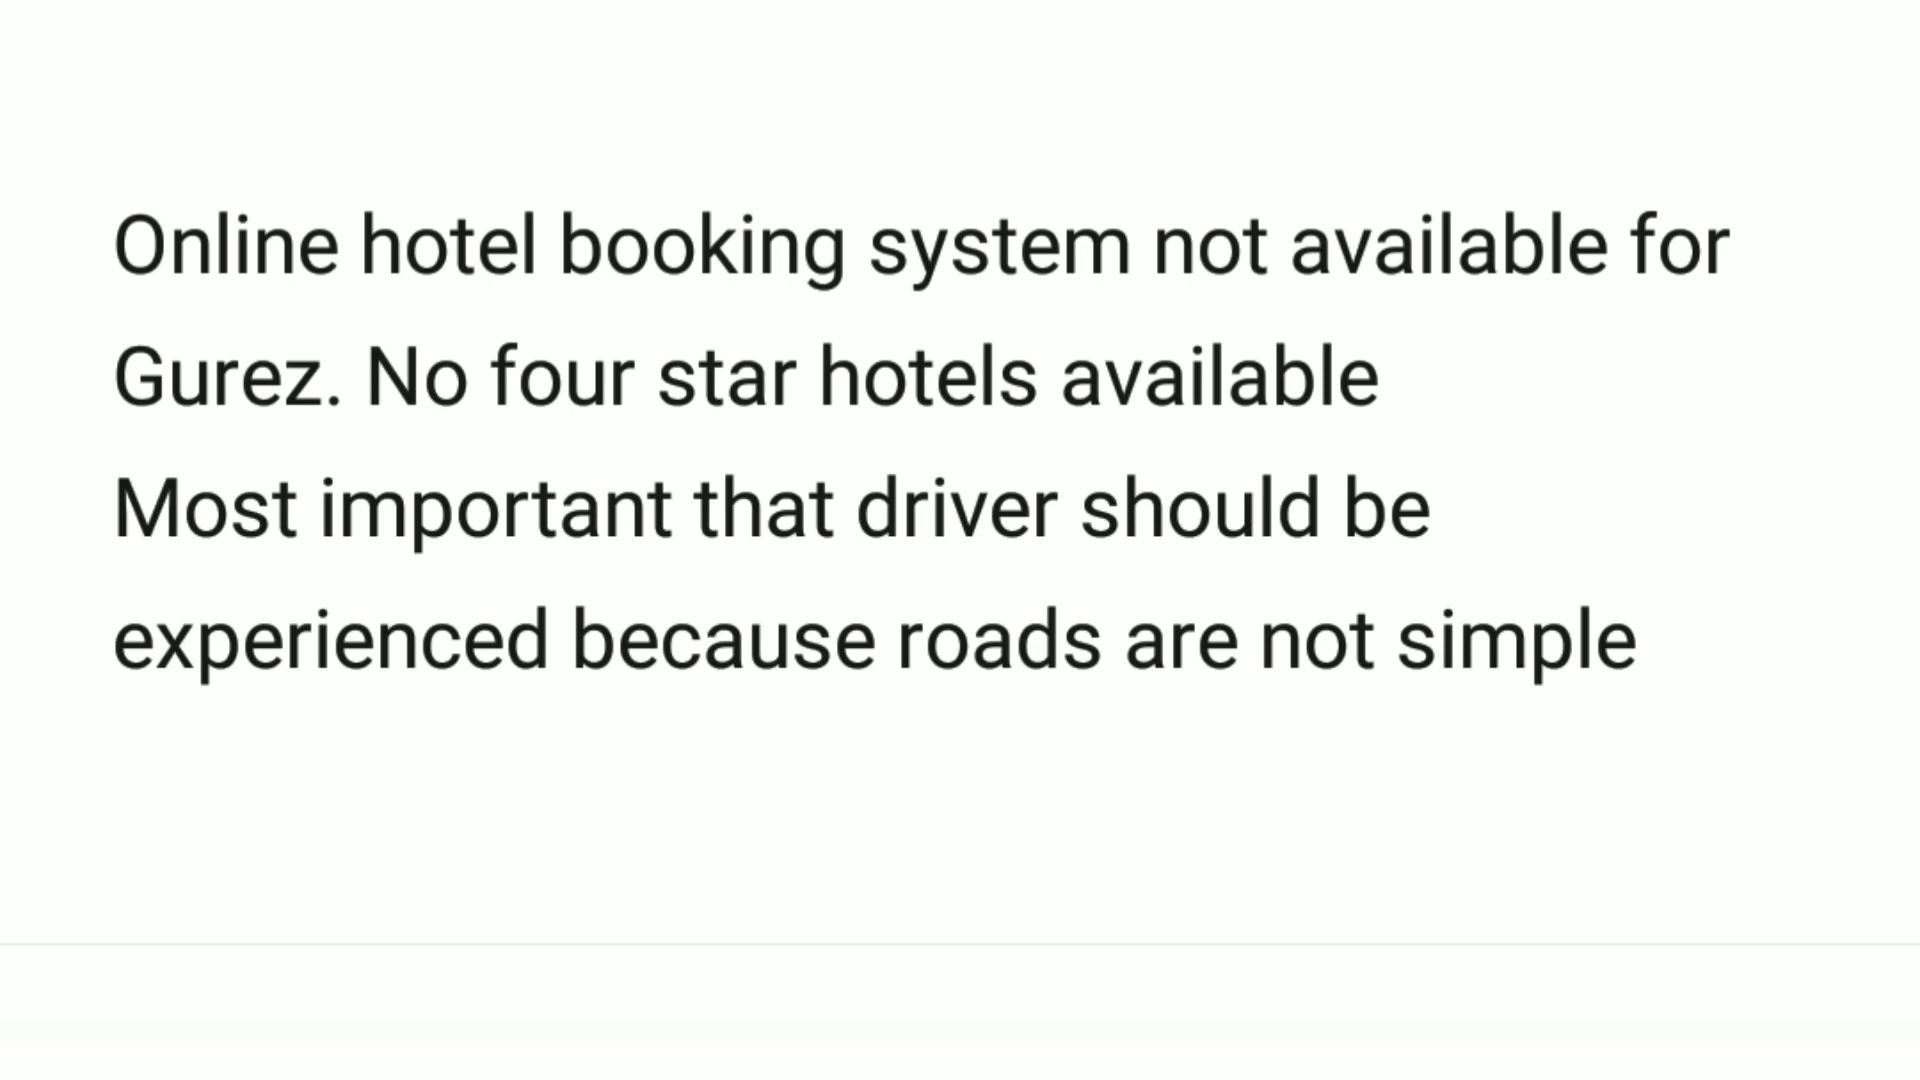 Online hotel booking system not available for
Gurez. No four star hotels available
Most important that driver should be
experienced because roads are not simple